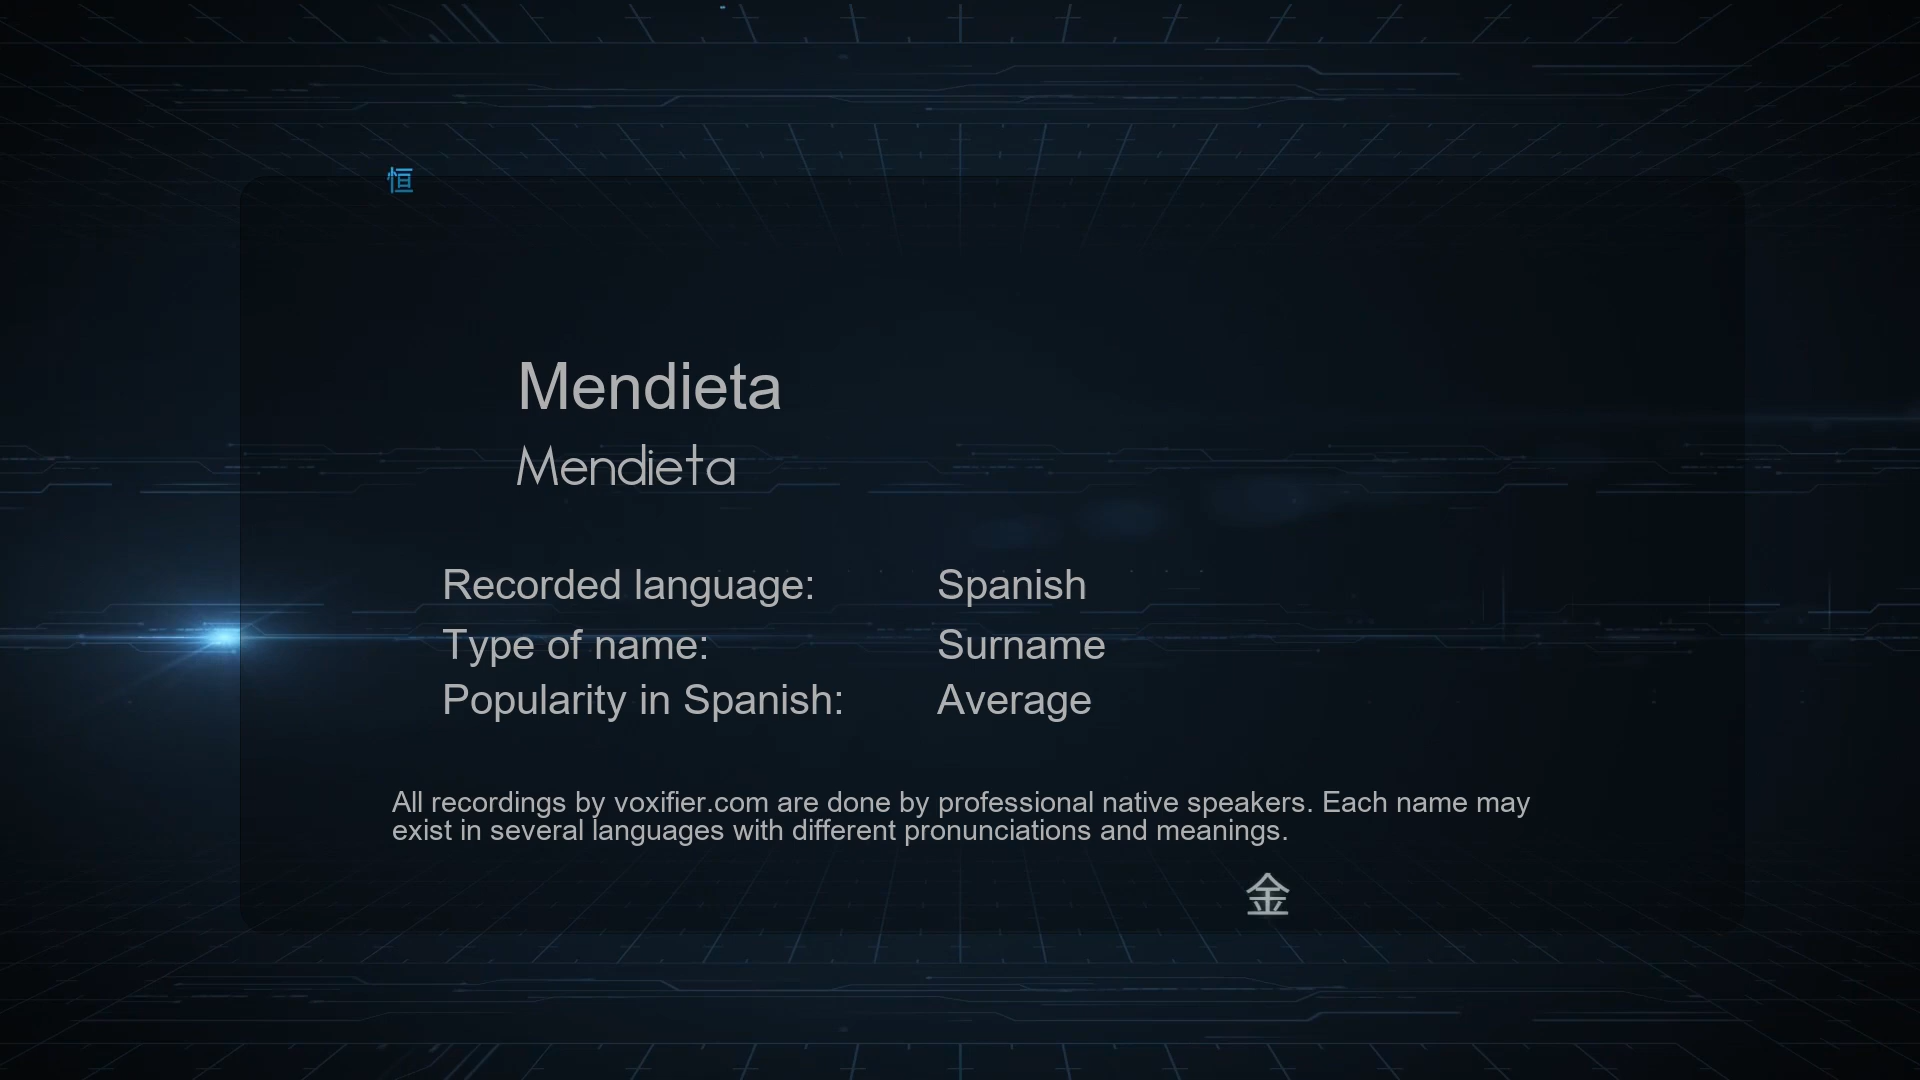 恒
Mendieta
Mendieta
Recorded language: Spanish
Type of name: Surname
Popularity in Spanish: Average
All recordings by voxifier.com are done by professional native speakers. Each name may
exist in several languages with different pronunciations and meanings.
金